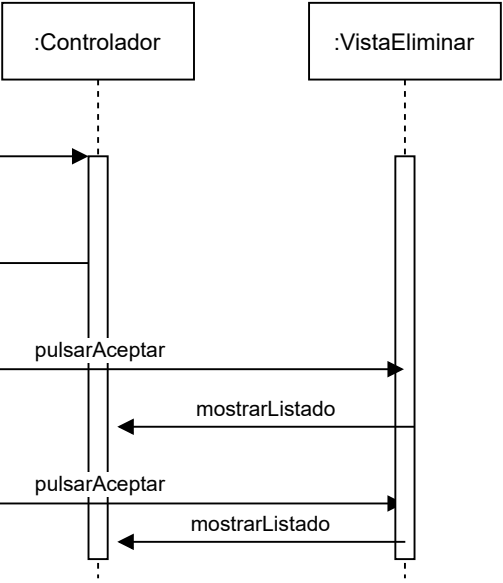 :Controlador
:VistaEliminar
pulsarAceptar
mostrarListado
pulsarAceptar
mostrarListado